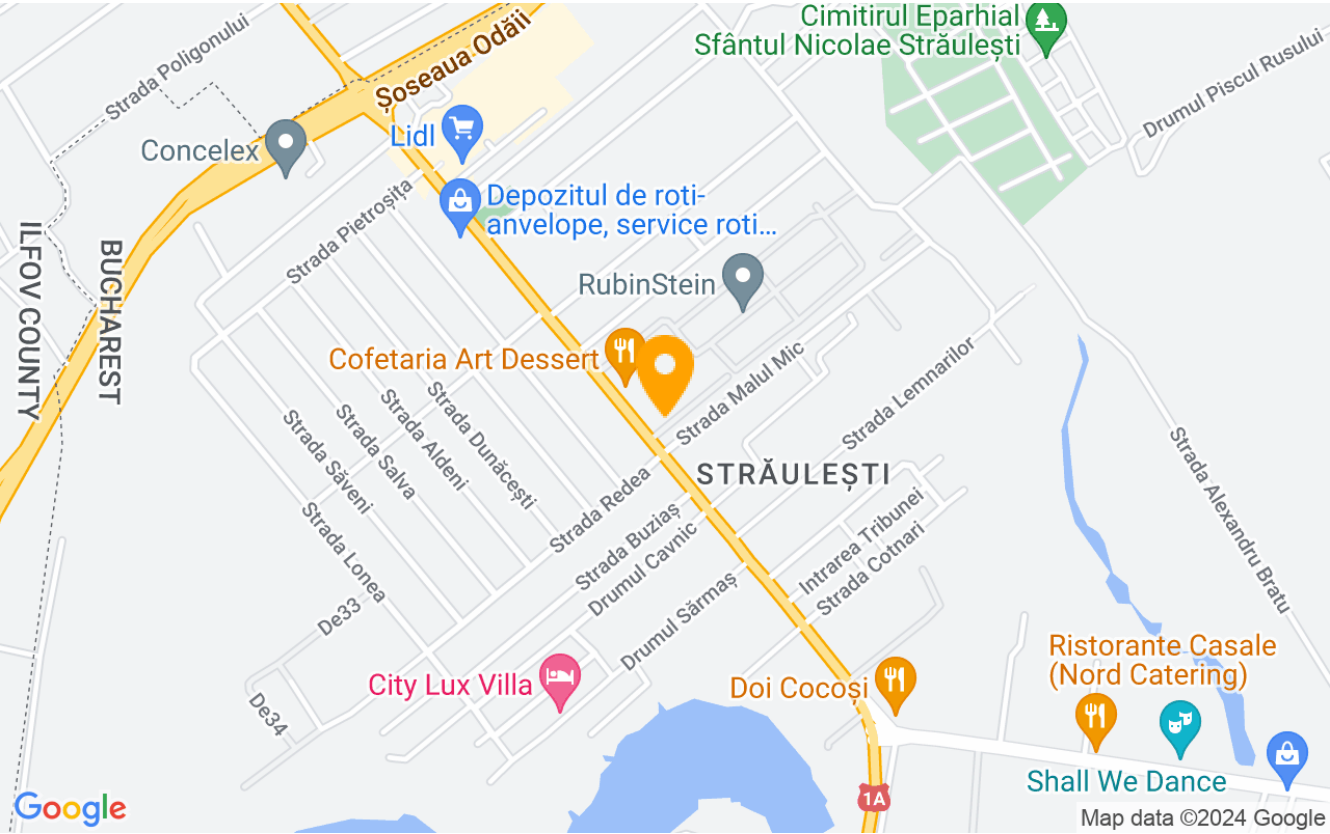 Cimitirul Eparhial
Sfântul Nicolae Străulești
Șoseaua Odăii
Strada Poligonului
Drumul Piscul Rusului
Lidl
Concelex
Depozitul de roti-
anvelope, service roti...
Strada Pietroșița
ILFOV COUNTY
BUCHAREST
RubinStein
Cofetaria Art Dessert
Strada Malul Mic
Strada Lemnarilor
Strada Dunăcești
Strada Aldeni
Strada Salva
Strada Săveni
Strada Lonea
STRĂULEȘTI
Strada Redea
Strada Buziaș
Drumul Cavnic
Drumul Sărmaș
Intrarea Tribunei
Strada Cotnari
Strada Alexandru Bratu
De33
De34
City Lux Villa
Doi Cocoși
Ristorante Casale
(Nord Catering)
Shall We Dance
1A
Google
Map data ©2024 Google